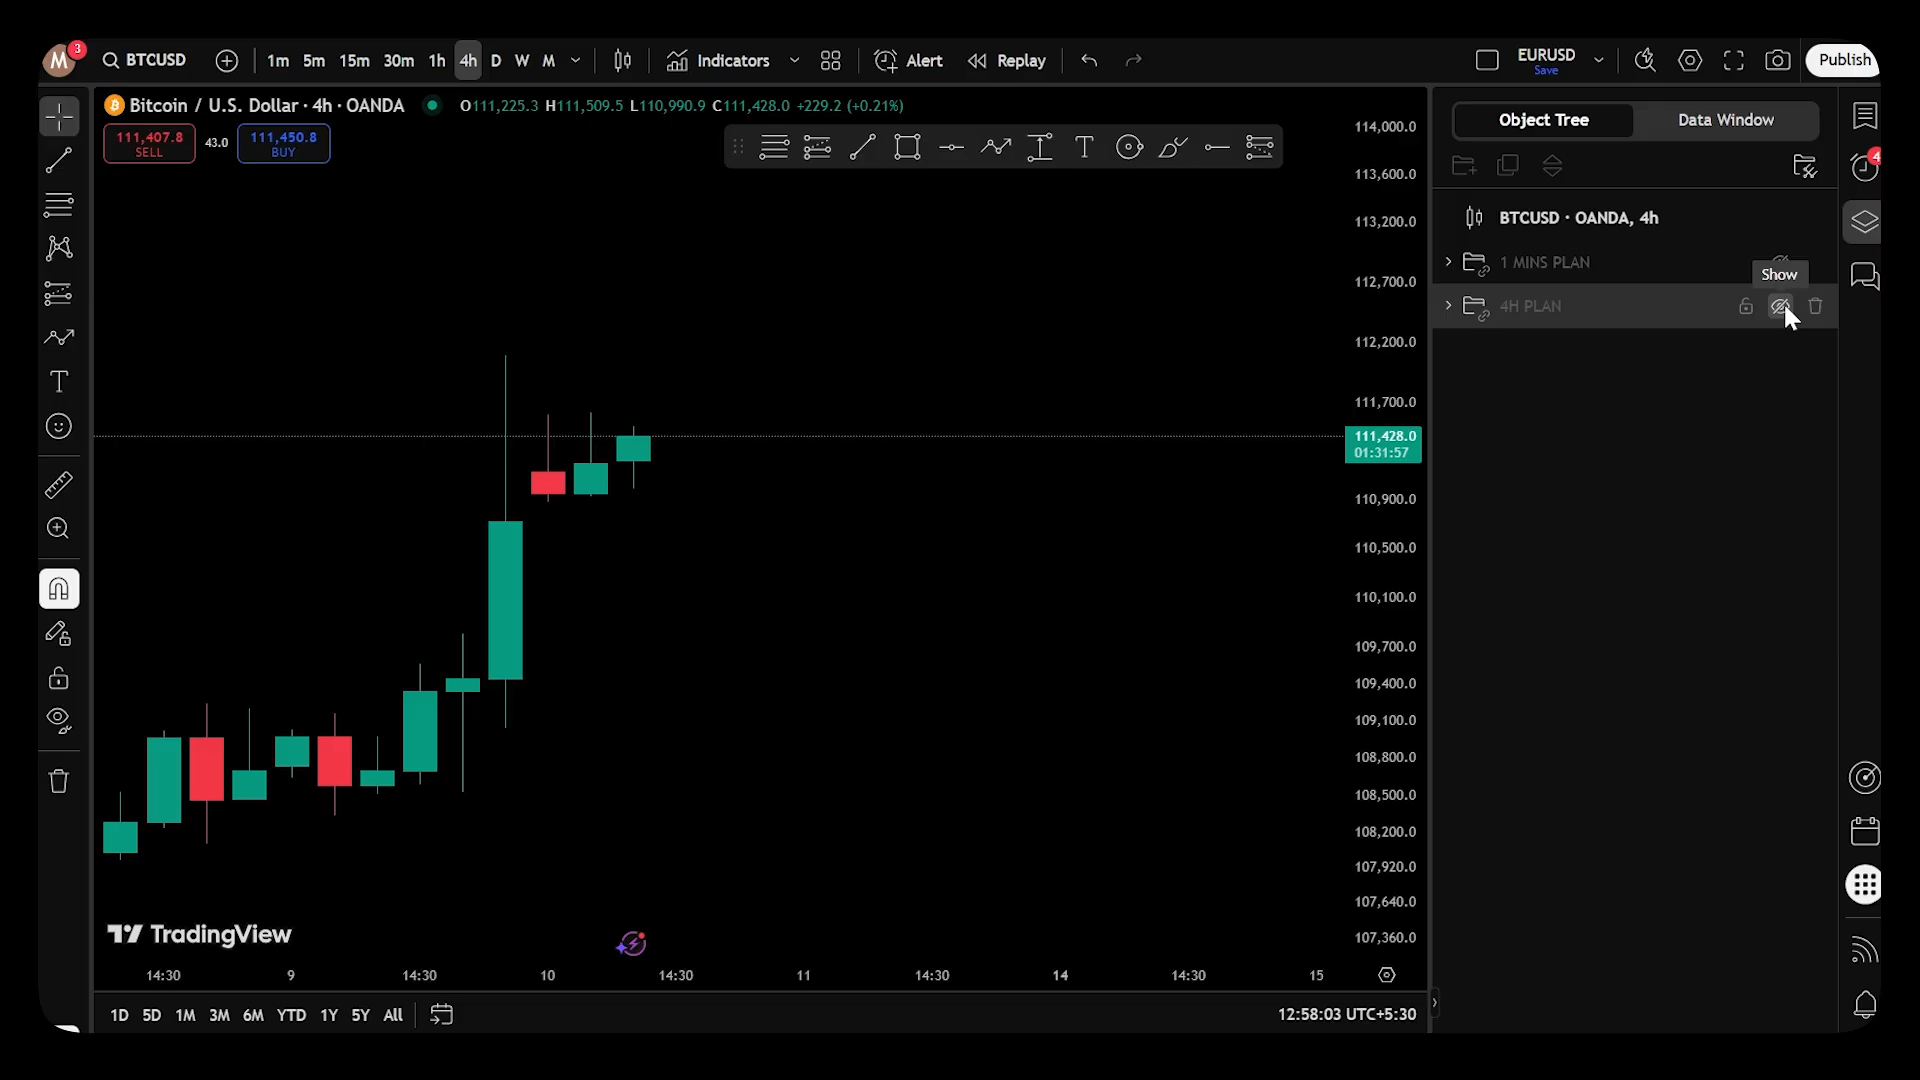 M 3 BTCUSD 1m 5m 15m 30m 1h 4h D W M Indicators Alert Replay EURUSD Save Publish
Bitcoin / U.S. Dollar · 4h · OANDA O111,225.3 H111,509.5 L110,990.9 C111,428.0 +229.2 (+0.21%)
111,407.8 SELL 43.0 111,450.8 BUY
114,000.0
113,600.0
113,200.0
112,700.0
112,200.0
111,700.0
111,428.0
01:31:57
110,900.0
110,500.0
110,100.0
109,700.0
109,400.0
109,100.0
108,800.0
108,500.0
108,200.0
107,920.0
107,640.0
107,360.0
Object Tree Data Window
4
BTCUSD · OANDA, 4h
1 MINS PLAN
Show
4H PLAN
TradingView
14:30 9 14:30 10 14:30 11 14:30 14 14:30 15
1D 5D 1M 3M 6M YTD 1Y 5Y All 12:58:03 UTC+5:30